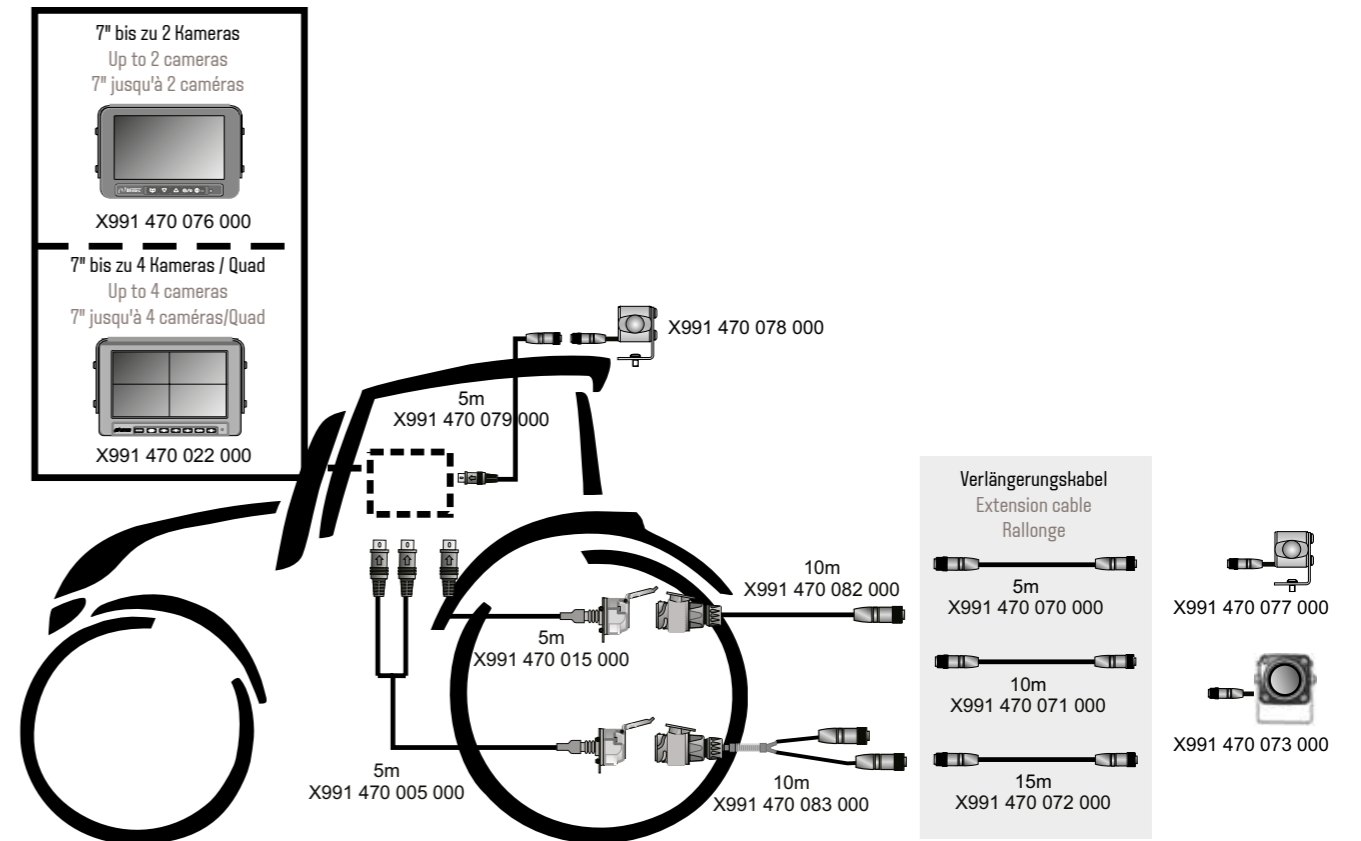 7" bis zu 2 Kameras
Up to 2 cameras
7" jusqu'à 2 caméras
X991 470 076 000
7" bis zu 4 Kameras / Quad
Up to 4 cameras
7" jusqu'à 4 caméras/Quad
X991 470 022 000
X991 470 078 000
5m
X991 470 079 000
Verlängerungskabel
Extension cable
Rallonge
5m
X991 470 070 000
10m
X991 470 071 000
15m
X991 470 072 000
10m
X991 470 082 000
5m
X991 470 015 000
5m
X991 470 005 000
10m
X991 470 083 000
X991 470 077 000
X991 470 073 000